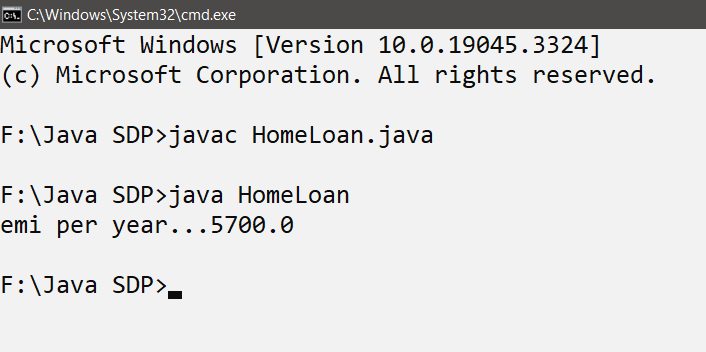 C:\Windows\System32\cmd.exe
Microsoft Windows [Version 10.0.19045.3324]
(c) Microsoft Corporation. All rights reserved.
F:\Java SDP>javac HomeLoan.java
F:\Java SDP>java HomeLoan
emi per year...5700.0
F:\Java SDP>